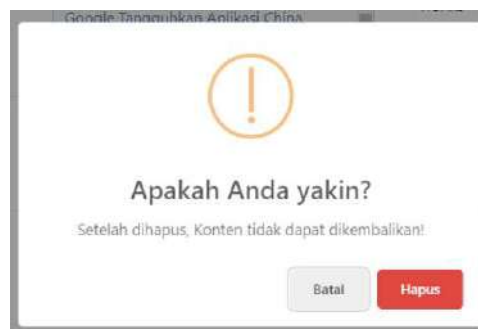 Google Tangguhkan Aplikasi China
Apakah Anda yakin?
Setelah dihapus, Konten tidak dapat dikembalikan!
Batal
Hapus